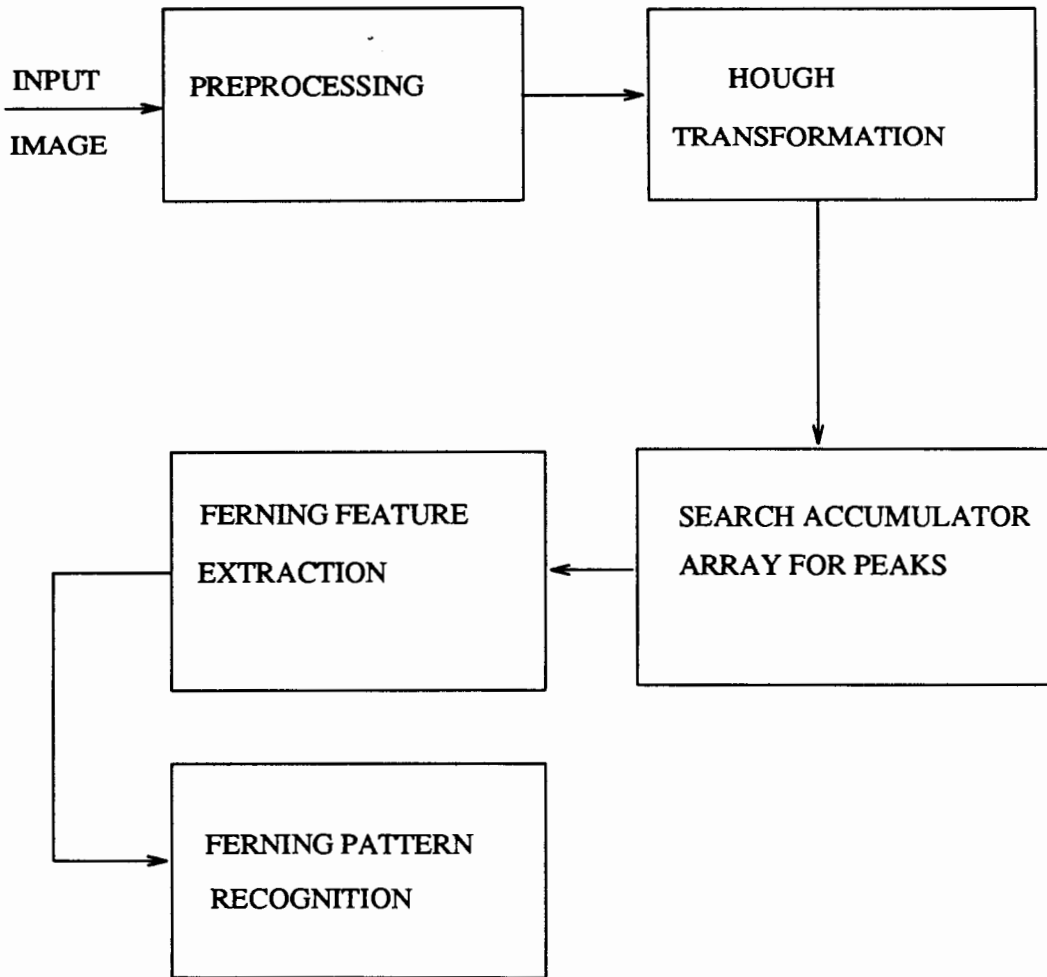 INPUT
IMAGE
PREPROCESSING
HOUGH
TRANSFORMATION
SEARCH ACCUMULATOR
ARRAY FOR PEAKS
FERNING FEATURE
EXTRACTION
FERNING PATTERN
RECOGNITION